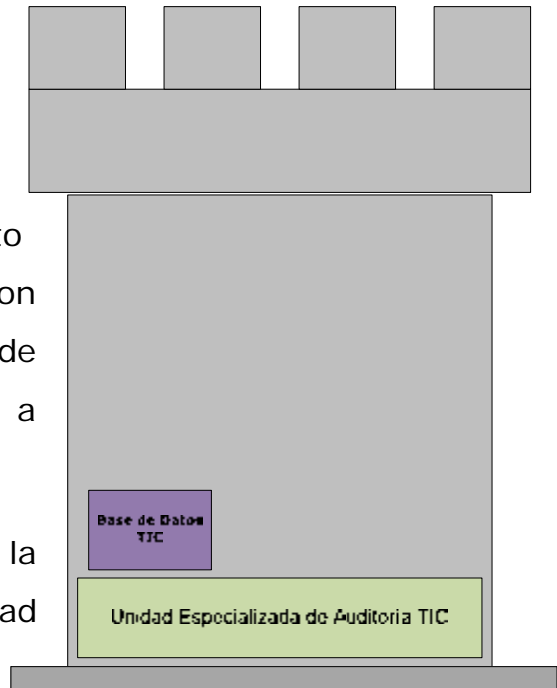 to
on
de
a
la
ad
Base de Datos
TIC
Unidad Especializada de Auditoria TIC